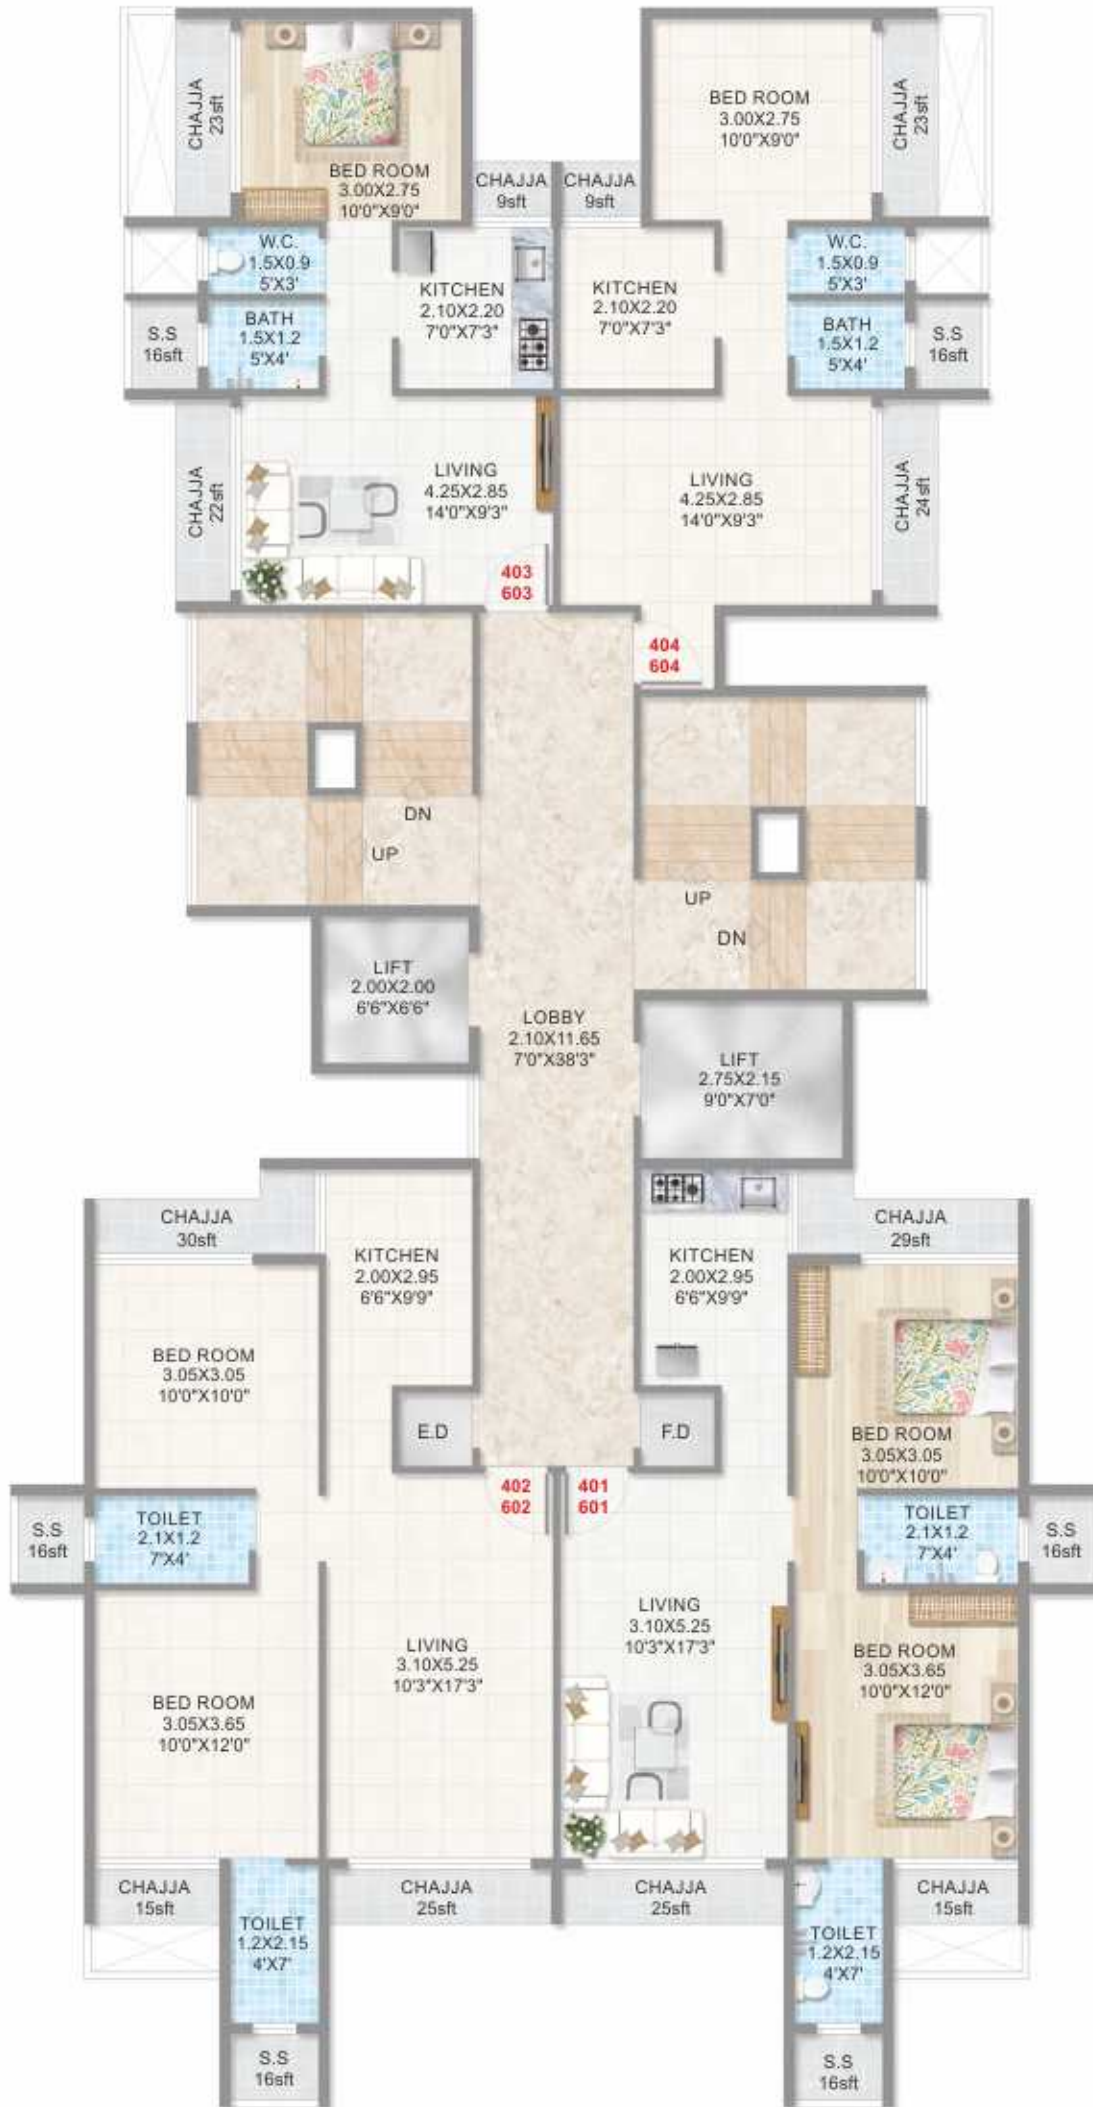 CHAJJA
23sft
BED ROOM
3.00X2.75
10'0"X9'0"
CHAJJA
9sft
CHAJJA
9sft
BED ROOM
3.00X2.75
10'0"X9'0"
CHAJJA
23sft
W.C.
1.5X0.9
5'X3'
KITCHEN
2.10X2.20
7'0"X7'3"
KITCHEN
2.10X2.20
7'0"X7'3"
W.C.
1.5X0.9
5'X3'
S.S
16sft
BATH
1.5X1.2
5'X4'
BATH
1.5X1.2
5'X4'
S.S
16sft
CHAJJA
22sft
LIVING
4.25X2.85
14'0"X9'3"
LIVING
4.25X2.85
14'0"X9'3"
CHAJJA
24sft
403
603
404
604
DN
UP
UP
DN
LIFT
2.00X2.00
6'6"X6'6"
LOBBY
2.10X11.65
7'0"X38'3"
LIFT
2.75X2.15
9'0"X7'0"
CHAJJA
30sft
KITCHEN
2.00X2.95
6'6"X9'9"
KITCHEN
2.00X2.95
6'6"X9'9"
CHAJJA
29sft
BED ROOM
3.05X3.05
10'0"X10'0"
E.D
F.D
BED ROOM
3.05X3.05
10'0"X10'0"
402
602
401
601
S.S
16sft
TOILET
2.1X1.2
7'X4'
TOILET
2.1X1.2
7'X4'
S.S
16sft
BED ROOM
3.05X3.65
10'0"X12'0"
LIVING
3.10X5.25
10'3"X17'3"
LIVING
3.10X5.25
10'3"X17'3"
BED ROOM
3.05X3.65
10'0"X12'0"
CHAJJA
15sft
TOILET
1.2X2.15
4'X7'
CHAJJA
25sft
CHAJJA
25sft
TOILET
1.2X2.15
4'X7'
CHAJJA
15sft
S.S
16sft
S.S
16sft